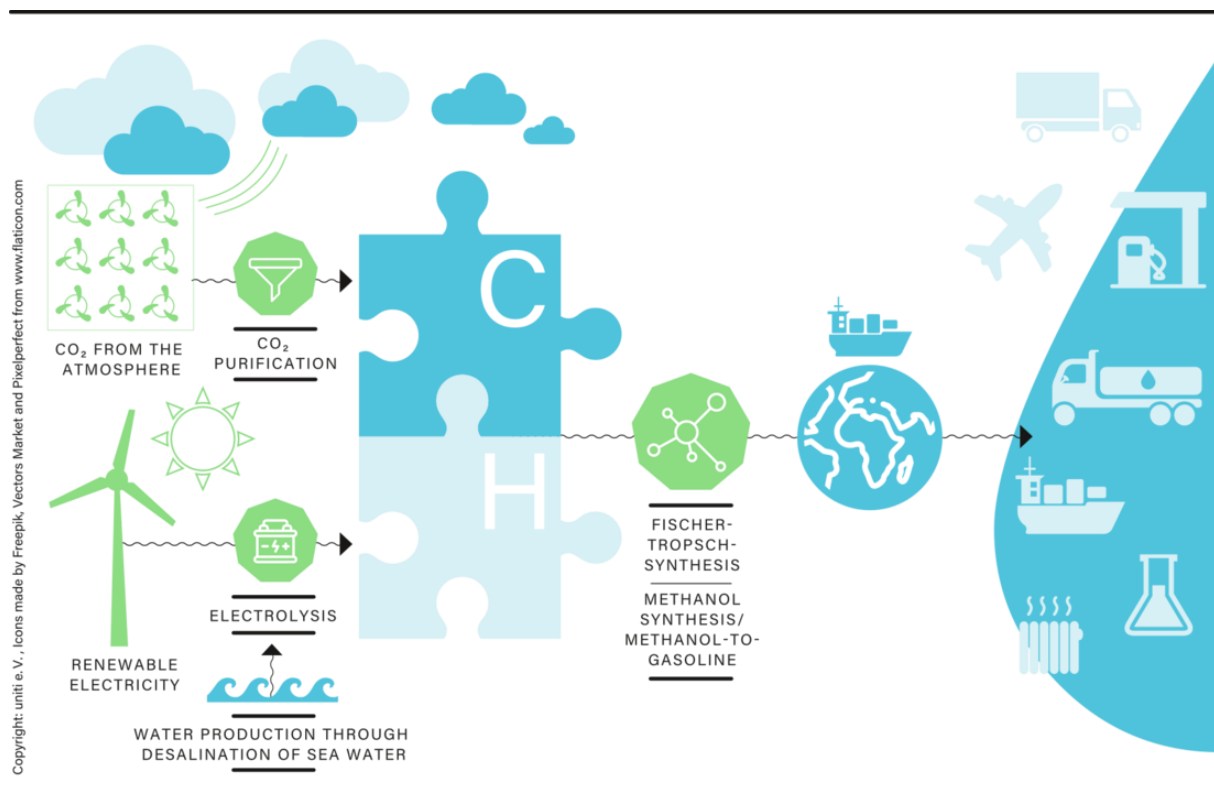 CO₂ FROM THE
ATMOSPHERE
CO₂
PURIFICATION
C
H
RENEWABLE
ELECTRICITY
ELECTROLYSIS
WATER PRODUCTION THROUGH
DESALINATION OF SEA WATER
FISCHER-
TROPSCH-
SYNTHESIS
METHANOL
SYNTHESIS/
METHANOL-TO-
GASOLINE
Copyright: uniti e.V., Icons made by Freepik, Vectors Market and Pixelperfect from www.flaticon.com